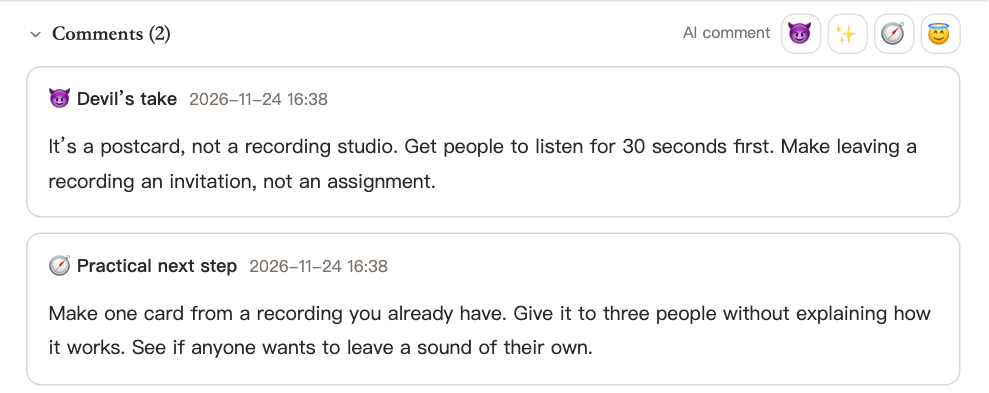 Comments (2)
AI comment
Devil’s take 2026-11-24 16:38
It’s a postcard, not a recording studio. Get people to listen for 30 seconds first. Make leaving a
recording an invitation, not an assignment.
Practical next step 2026-11-24 16:38
Make one card from a recording you already have. Give it to three people without explaining how
it works. See if anyone wants to leave a sound of their own.